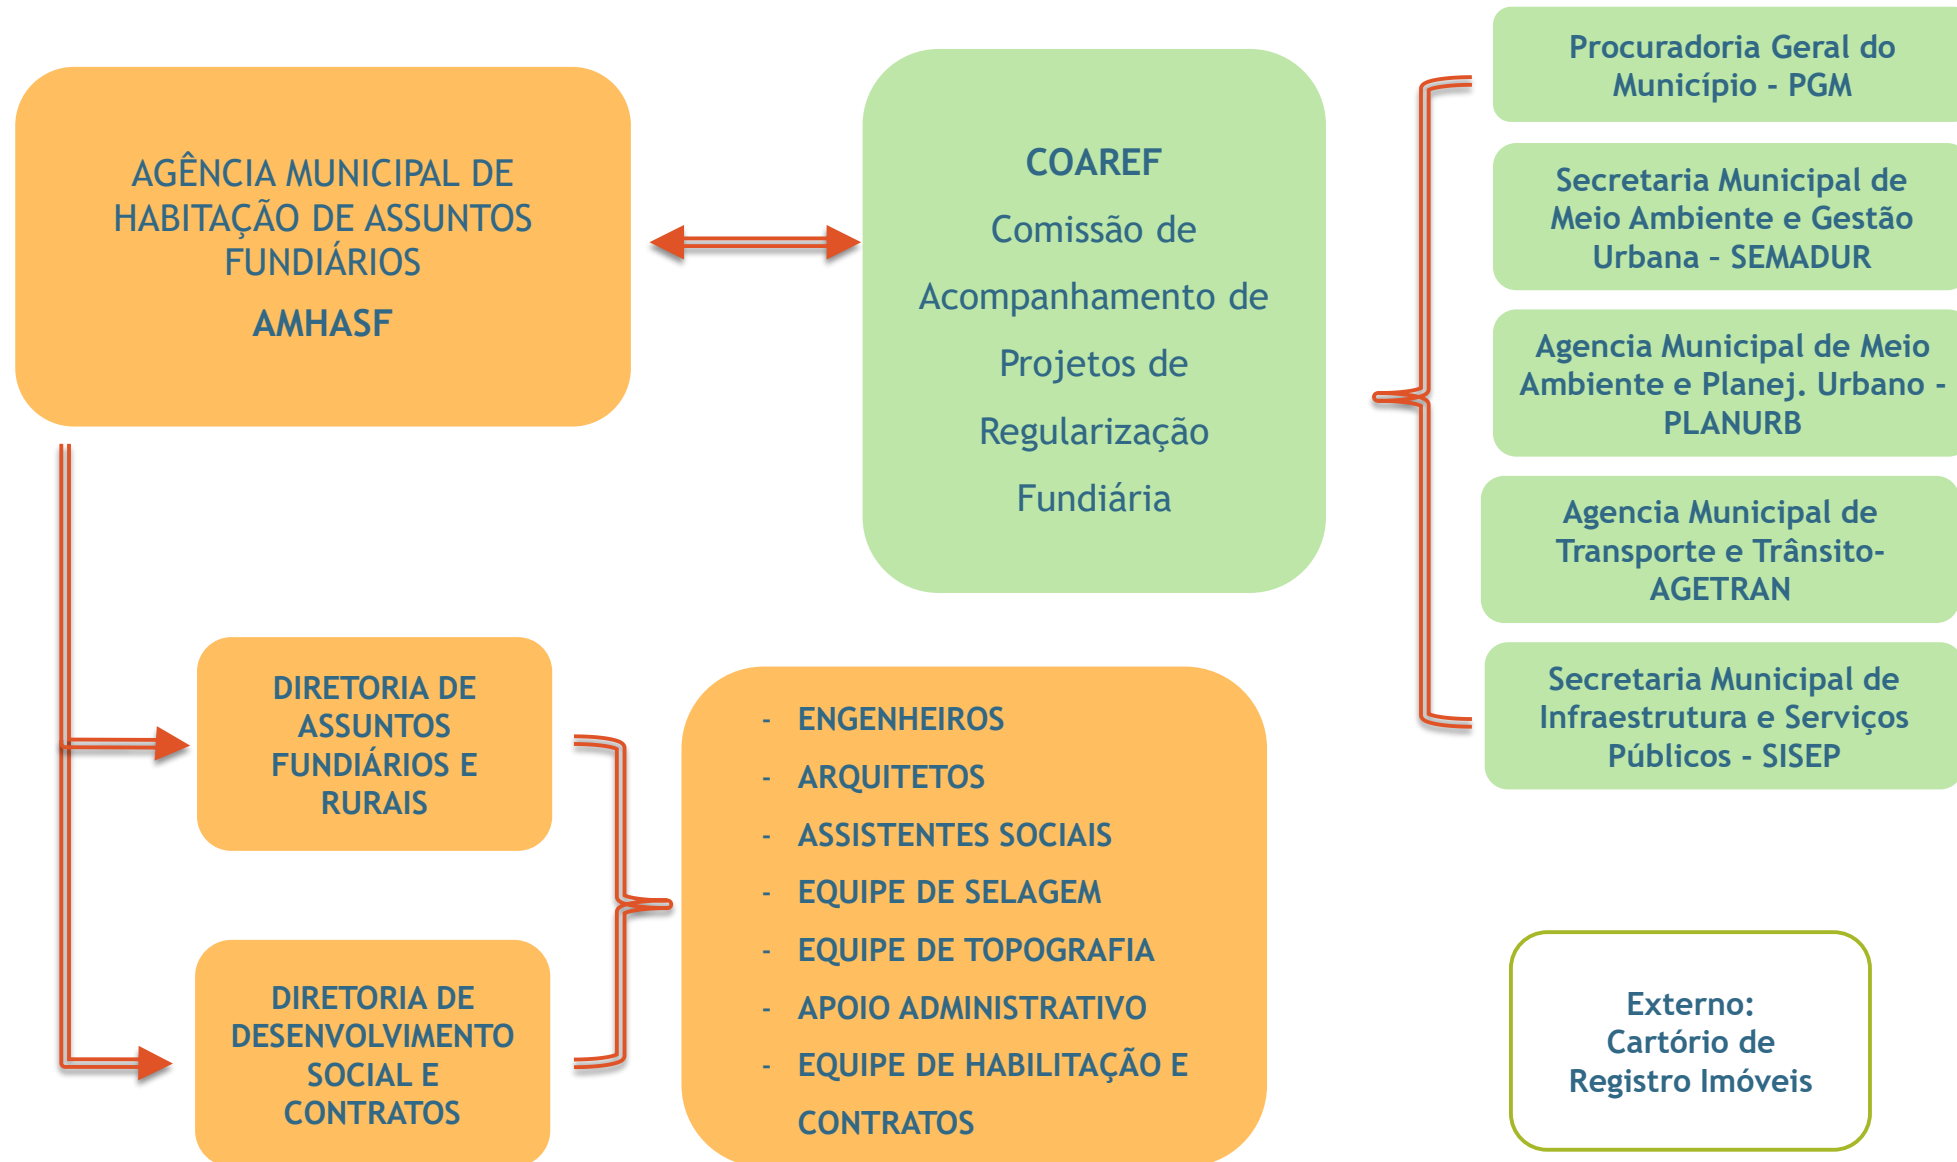 AGÊNCIA MUNICIPAL DE
HABITAÇÃO DE ASSUNTOS
FUNDIÁRIOS
AMHASF
COAREF
Comissão de
Acompanhamento de
Projetos de
Regularização
Fundiária
Procuradoria Geral do
Município - PGM
Secretaria Municipal de
Meio Ambiente e Gestão
Urbana – SEMADUR
Agencia Municipal de Meio
Ambiente e Planej. Urbano -
PLANURB
Agencia Municipal de
Transporte e Trânsito-
AGETRAN
Secretaria Municipal de
Infraestrutura e Serviços
Públicos - SISEP
DIRETORIA DE
ASSUNTOS
FUNDIÁRIOS E
RURAIS
DIRETORIA DE
DESENVOLVIMENTO
SOCIAL E
CONTRATOS
- ENGENHEIROS
- ARQUITETOS
- ASSISTENTES SOCIAIS
- EQUIPE DE SELAGEM
- EQUIPE DE TOPOGRAFIA
- APOIO ADMINISTRATIVO
- EQUIPE DE HABILITAÇÃO E
CONTRATOS
Externo:
Cartório de
Registro Imóveis